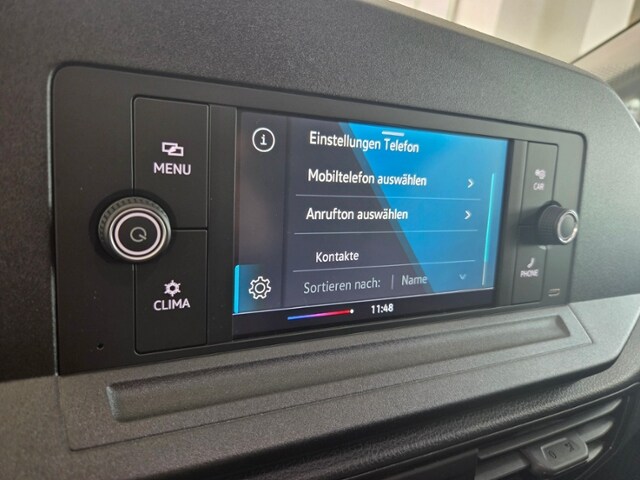 MENU
CLIMA
i
Einstellungen Telefon
Mobiltelefon auswählen
Anrufton auswählen
Kontakte
Sortieren nach: Name
11:48
CAR
PHONE